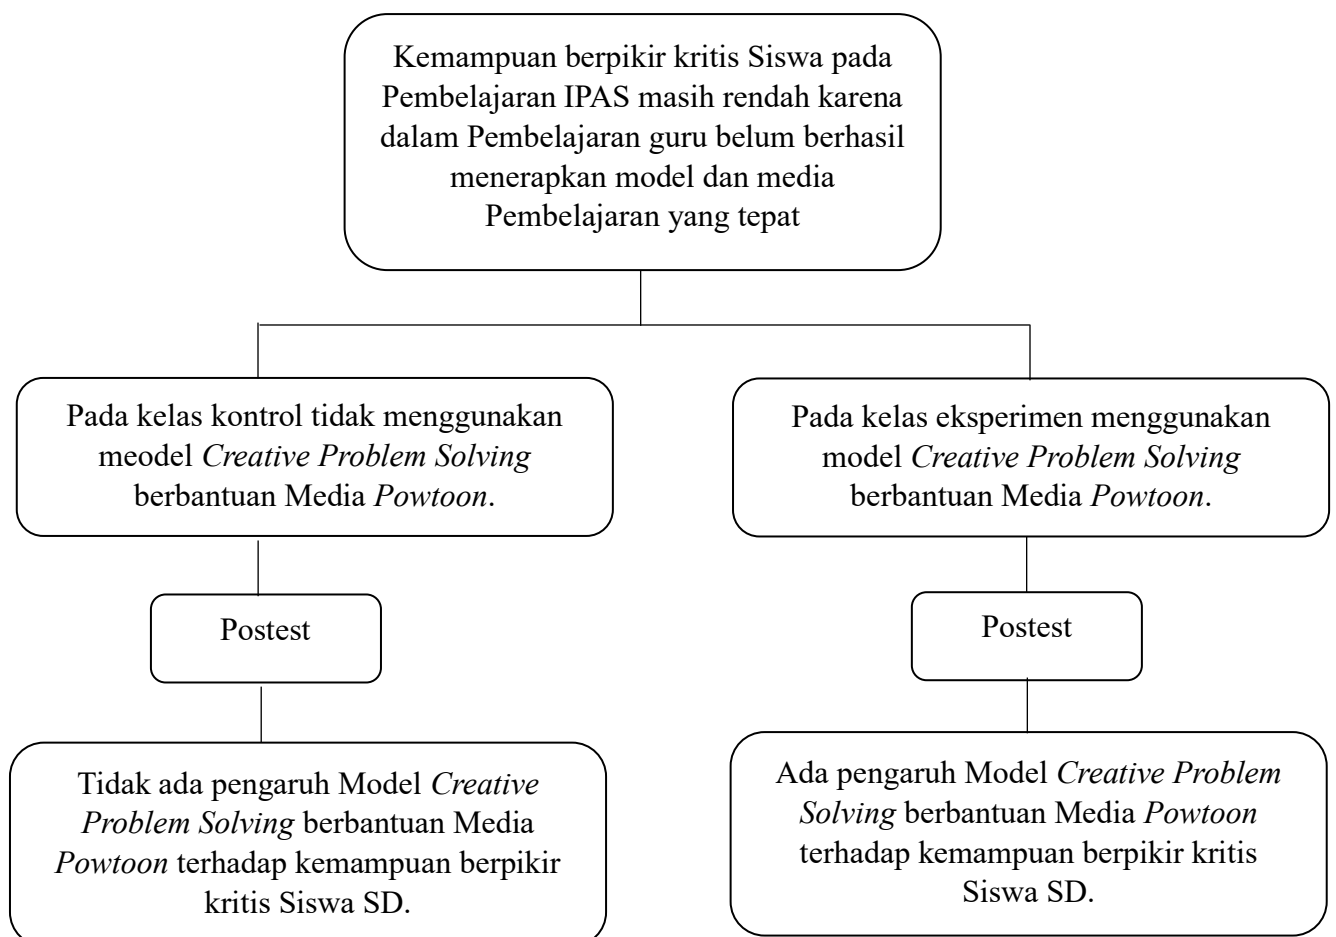 Kemampuan berpikir kritis Siswa pada
Pembelajaran IPAS masih rendah karena
dalam Pembelajaran guru belum berhasil
menerapkan model dan media
Pembelajaran yang tepat
Pada kelas kontrol tidak menggunakan
meodel Creative Problem Solving
berbantuan Media Powtoon.
Pada kelas eksperimen menggunakan
model Creative Problem Solving
berbantuan Media Powtoon.
Postest
Postest
Tidak ada pengaruh Model Creative
Problem Solving berbantuan Media
Powtoon terhadap kemampuan berpikir
kritis Siswa SD.
Ada pengaruh Model Creative Problem
Solving berbantuan Media Powtoon
terhadap kemampuan berpikir kritis
Siswa SD.